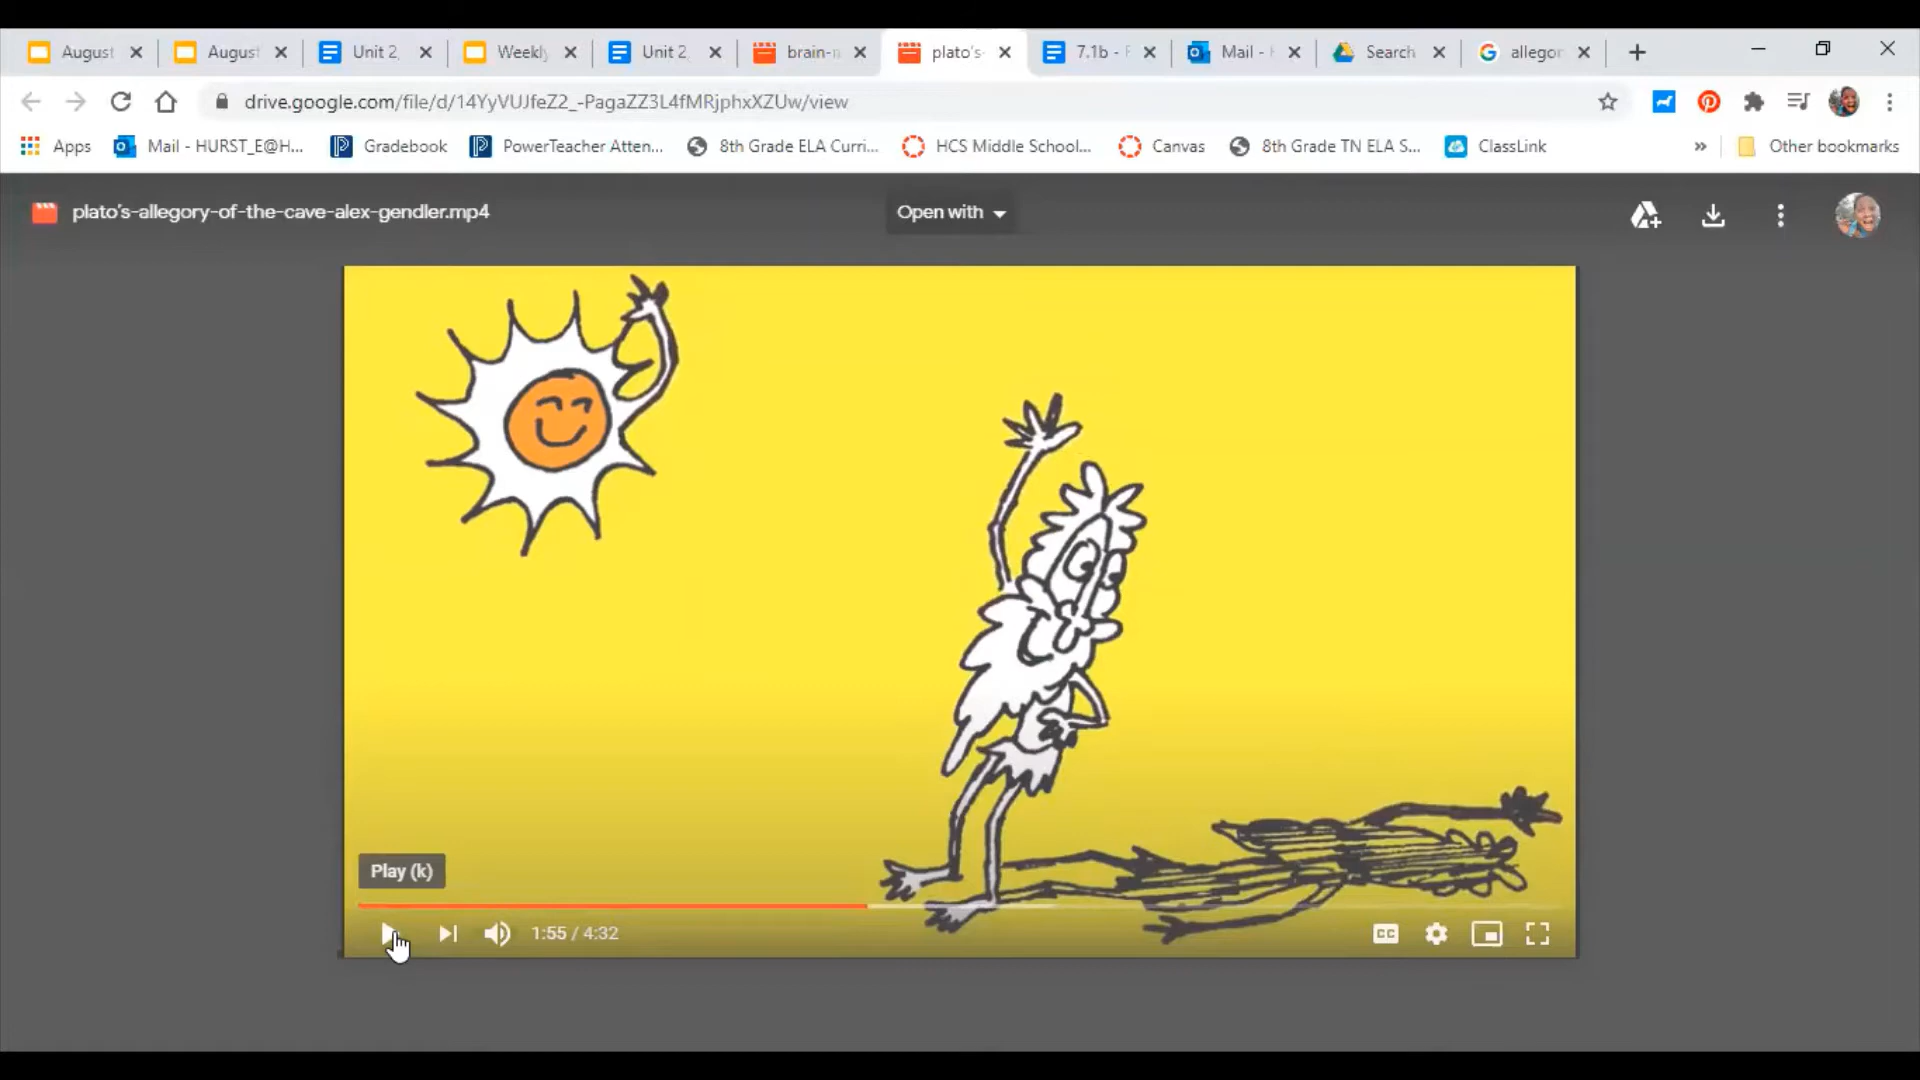 August August Unit 2, Weekly Unit 2, brain- plato's- 7.1b - Mail - Search allegor
drive.google.com/file/d/14YyVUJfeZ2_-PagaZZ3L4fMRjphxXZUw/view
Apps Mail - HURST_E@H... Gradebook PowerTeacher Atten... 8th Grade ELA Curri... HCS Middle School... Canvas 8th Grade TN ELA S... ClassLink » Other bookmarks
plato's-allegory-of-the-cave-alex-gendler.mp4 Open with
Play (k)
1:55 / 4:32 CC